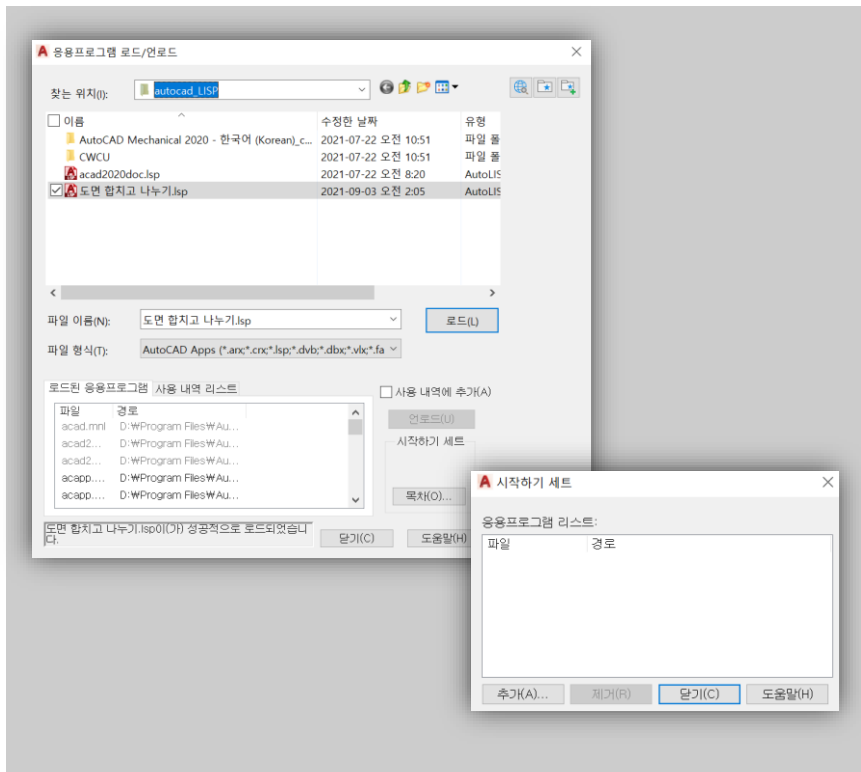 응용프로그램 로드/언로드
찾는 위치(I):
autocad_LISP
이름 수정한 날짜 유형
AutoCAD Mechanical 2020 - 한국어 (Korean)_c... 2021-07-22 오전 10:51 파일 폴
CWCU 2021-07-22 오전 10:51 파일 폴
acad2020doc.lsp 2021-07-22 오전 8:20 AutoLIS
도면 합치고 나누기.lsp 2021-09-03 오전 2:05 AutoLIS
파일 이름(N): 도면 합치고 나누기.lsp 로드(L)
파일 형식(T): AutoCAD Apps (*.arx;*.crx;*.lsp;*.dvb;*.dbx;*.vlx;*.fa
로드된 응용프로그램 사용 내역 리스트
사용 내역에 추가(A)
파일 경로
acad.mnl D:₩Program Files₩Au...
acad2... D:₩Program Files₩Au...
acad2... D:₩Program Files₩Au...
acapp.... D:₩Program Files₩Au...
acapp.... D:₩Program Files₩Au...
언로드(U)
시작하기 세트
목차(O)...
도면 합치고 나누기.lsp이(가) 성공적으로 로드되었습니
다.
닫기(C) 도움말(H)
시작하기 세트
응용프로그램 리스트:
파일 경로
추가(A)... 제거(R) 닫기(C) 도움말(H)